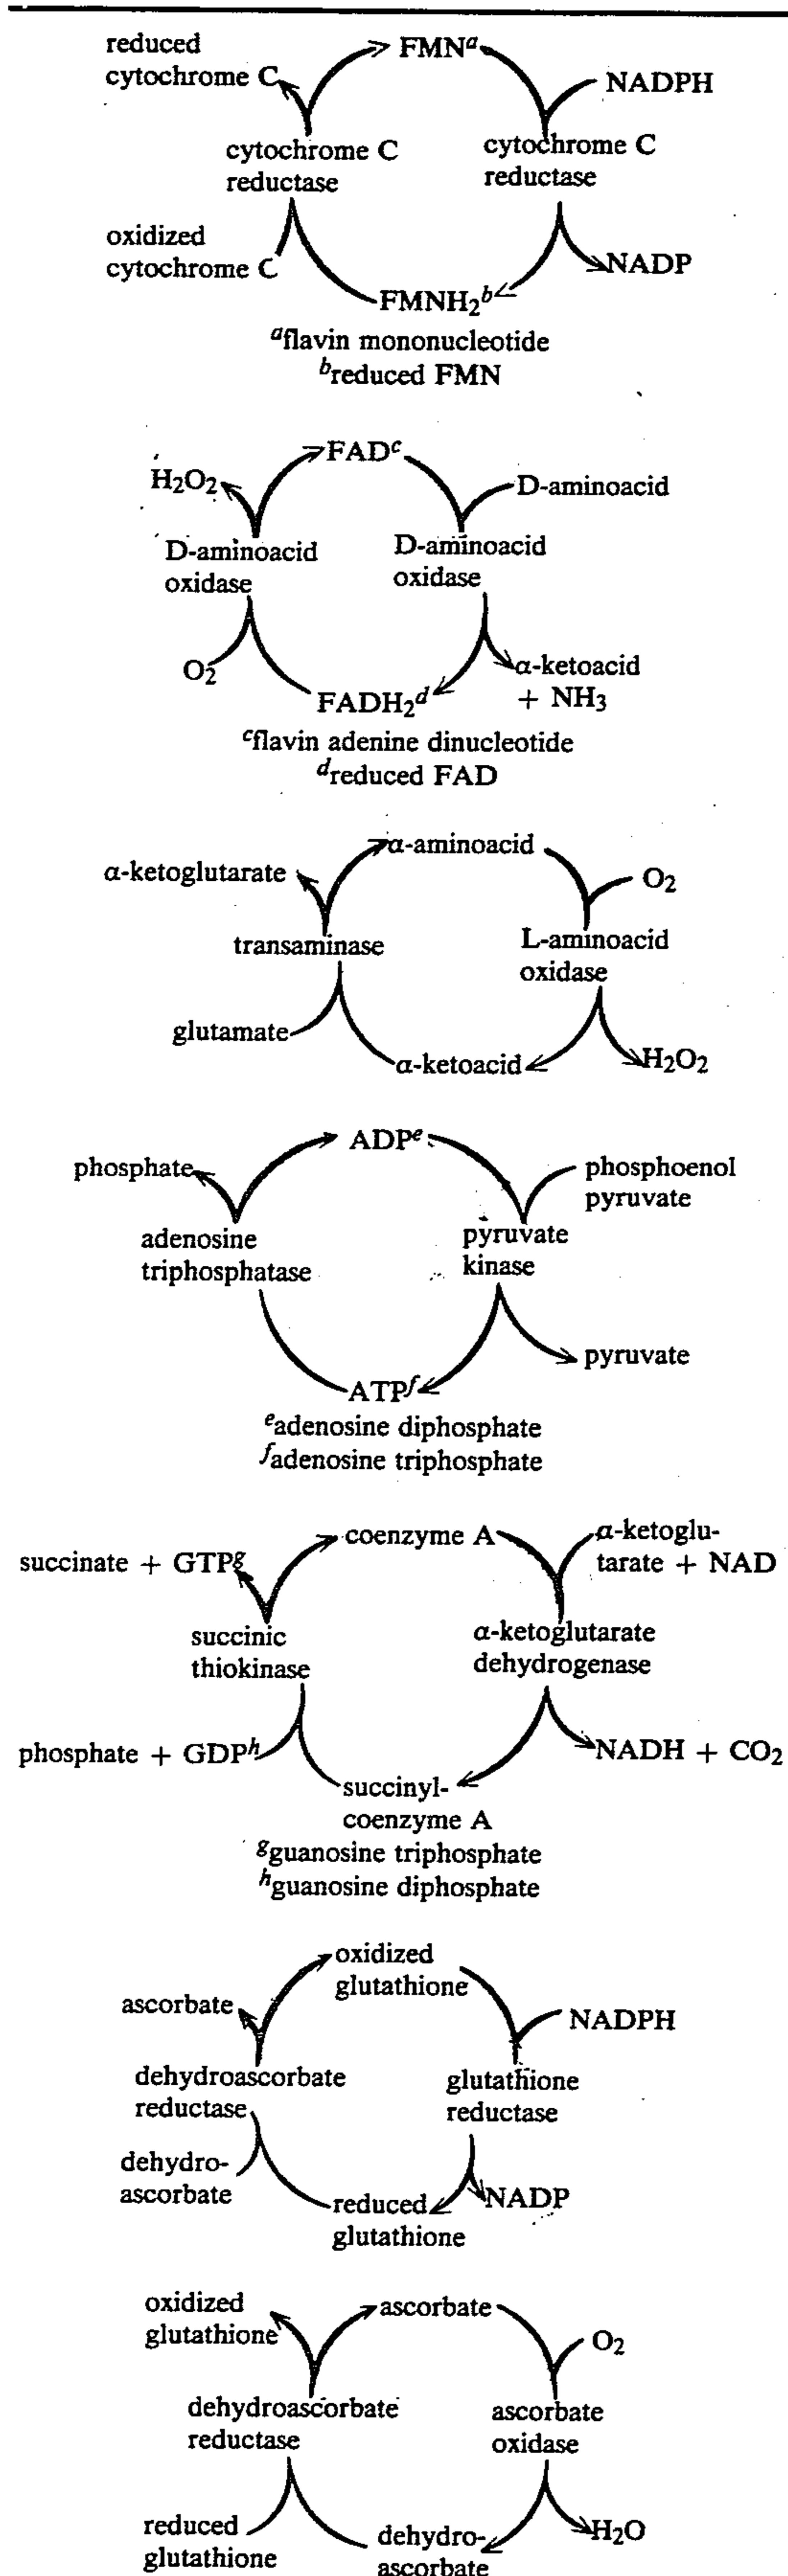 reduced
cytochrome C
FMNᵃ
NADPH
cytochrome C
reductase
cytochrome C
reductase
oxidized
cytochrome C
NADP
FMNH₂ᵇ
ᵃflavin mononucleotide
ᵇreduced FMN
FADᶜ
H₂O₂
D-aminoacid
D-aminoacid
oxidase
D-aminoacid
oxidase
O₂
α-ketoacid
+ NH₃
FADH₂ᵈ
ᶜflavin adenine dinucleotide
ᵈreduced FAD
α-aminoacid
α-ketoglutarate
O₂
transaminase
L-aminoacid
oxidase
glutamate
α-ketoacid
H₂O₂
ADPᵉ
phosphate
phosphoenol
pyruvate
adenosine
triphosphatase
pyruvate
kinase
pyruvate
ATPᶠ
ᵉadenosine diphosphate
ᶠadenosine triphosphate
coenzyme A
α-ketoglu-
tarate + NAD
succinate + GTPᵍ
succinic
thiokinase
α-ketoglutarate
dehydrogenase
phosphate + GDPʰ
NADH + CO₂
succinyl-
coenzyme A
ᵍguanosine triphosphate
ʰguanosine diphosphate
oxidized
glutathione
ascorbate
NADPH
dehydroascorbate
reductase
glutathione
reductase
dehydro-
ascorbate
NADP
reduced
glutathione
oxidized
glutathione
ascorbate
O₂
dehydroascorbate
reductase
ascorbate
oxidase
reduced
glutathione
H₂O
dehydro-
ascorbate